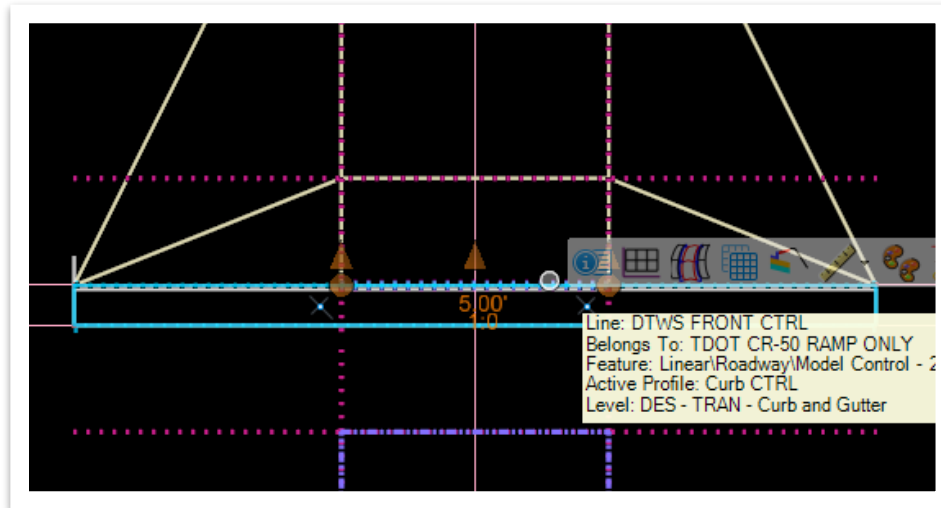 5.00'
1:0
Line: DTWS FRONT CTRL
Belongs To: TDOT CR-50 RAMP ONLY
Feature: Linear\Roadway\Model Control - 2
Active Profile: Curb CTRL
Level: DES - TRAN - Curb and Gutter